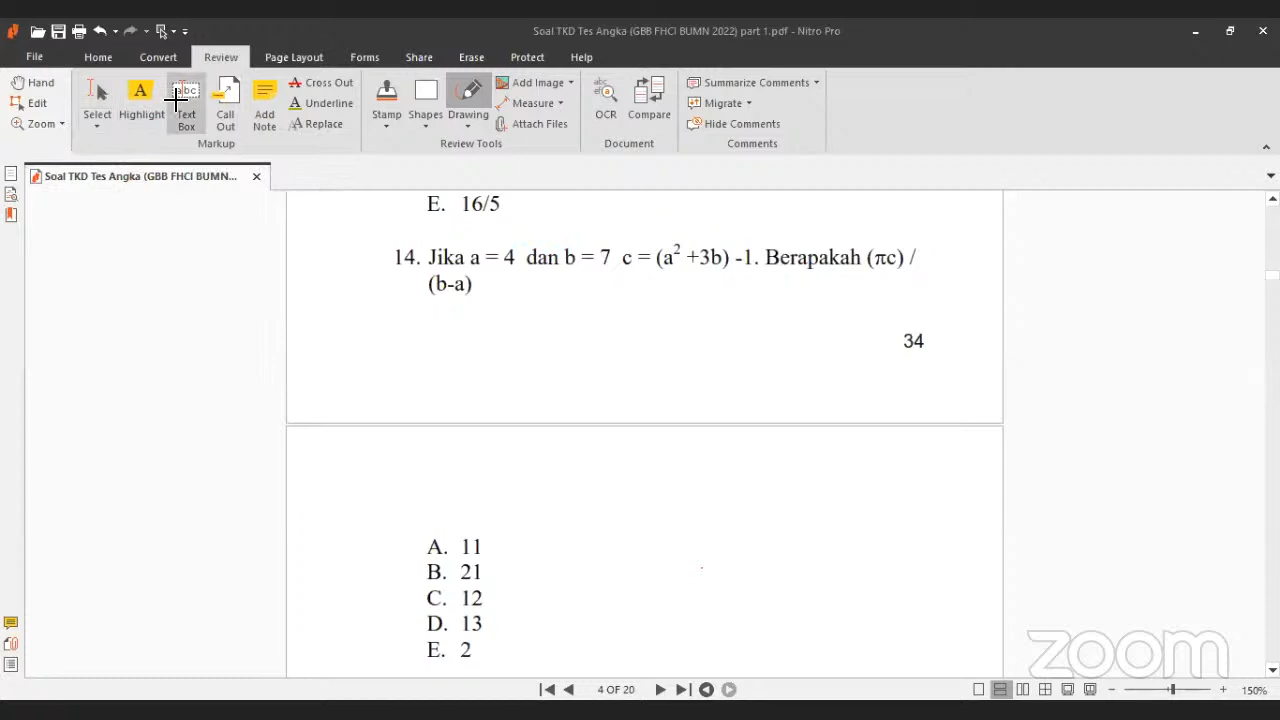 Soal TKD Tes Angka (GBB FHCI BUMN 2022) part 1.pdf - Nitro Pro
File Home Convert Review Page Layout Forms Share Erase Protect Help
Hand
Edit
Zoom
Select
A Highlight
abc Text Box
Call Out
Add Note
A Cross Out
A Underline
A Replace
Markup
Stamp
Shapes
Drawing
Add Image
Measure
Attach Files
Review Tools
abc
OCR
Compare
Document
Summarize Comments
Migrate
Hide Comments
Comments
Soal TKD Tes Angka (GBB FHCI BUMN...
E. 16/5
14. Jika a = 4 dan b = 7 c = (a² +3b) -1. Berapakah (πc) /
(b-a)
34
A. 11
B. 21
C. 12
D. 13
E. 2
zoom
4 OF 20
150%